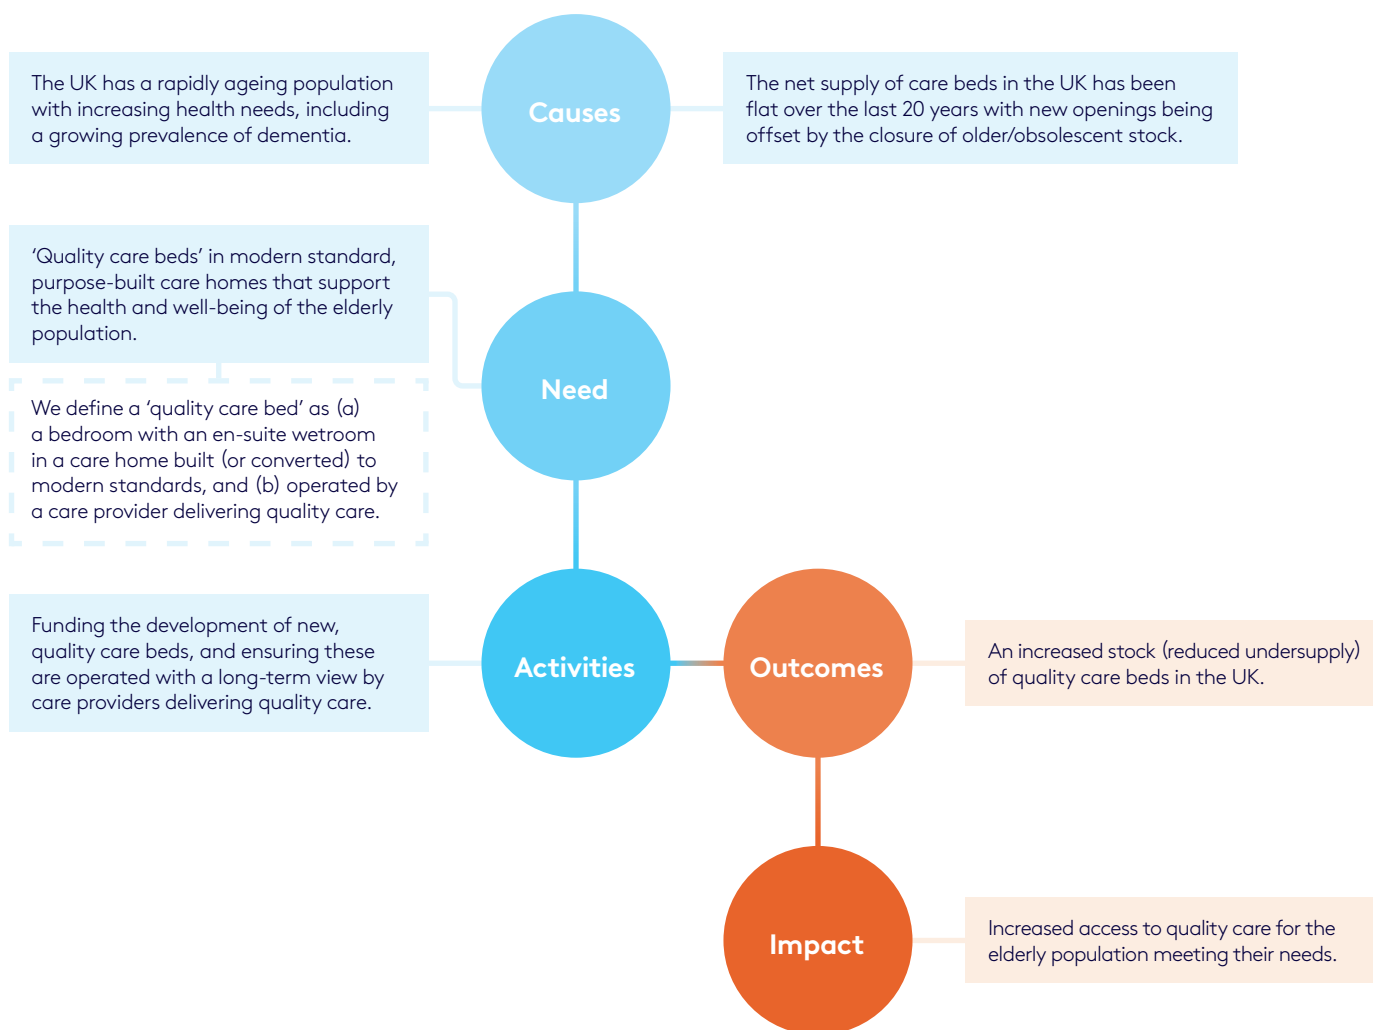 The UK has a rapidly ageing population
with increasing health needs, including
a growing prevalence of dementia.
Causes
The net supply of care beds in the UK has been
flat over the last 20 years with new openings being
offset by the closure of older/obsolescent stock.
‘Quality care beds’ in modern standard,
purpose-built care homes that support
the health and well-being of the elderly
population.
We define a ‘quality care bed’ as (a)
a bedroom with an en-suite wetroom
in a care home built (or converted) to
modern standards, and (b) operated by
a care provider delivering quality care.
Need
Funding the development of new,
quality care beds, and ensuring these
are operated with a long-term view by
care providers delivering quality care.
Activities
Outcomes
An increased stock (reduced undersupply)
of quality care beds in the UK.
Impact
Increased access to quality care for the
elderly population meeting their needs.